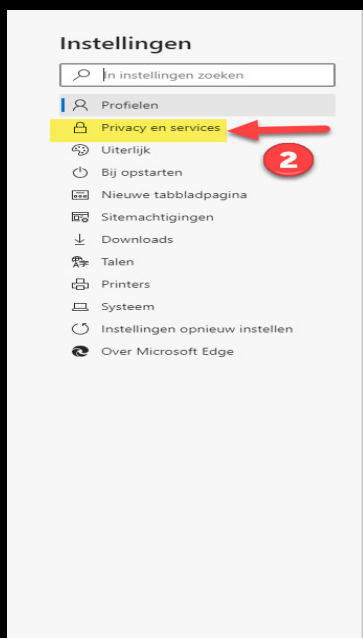 Instellingen
In instellingen zoeken
Profielen
Privacy en services
Uiterlijk
2
Bij opstarten
Nieuwe tabbladpagina
Sitemachtigingen
Downloads
Talen
Printers
Systeem
Instellingen opnieuw instellen
Over Microsoft Edge